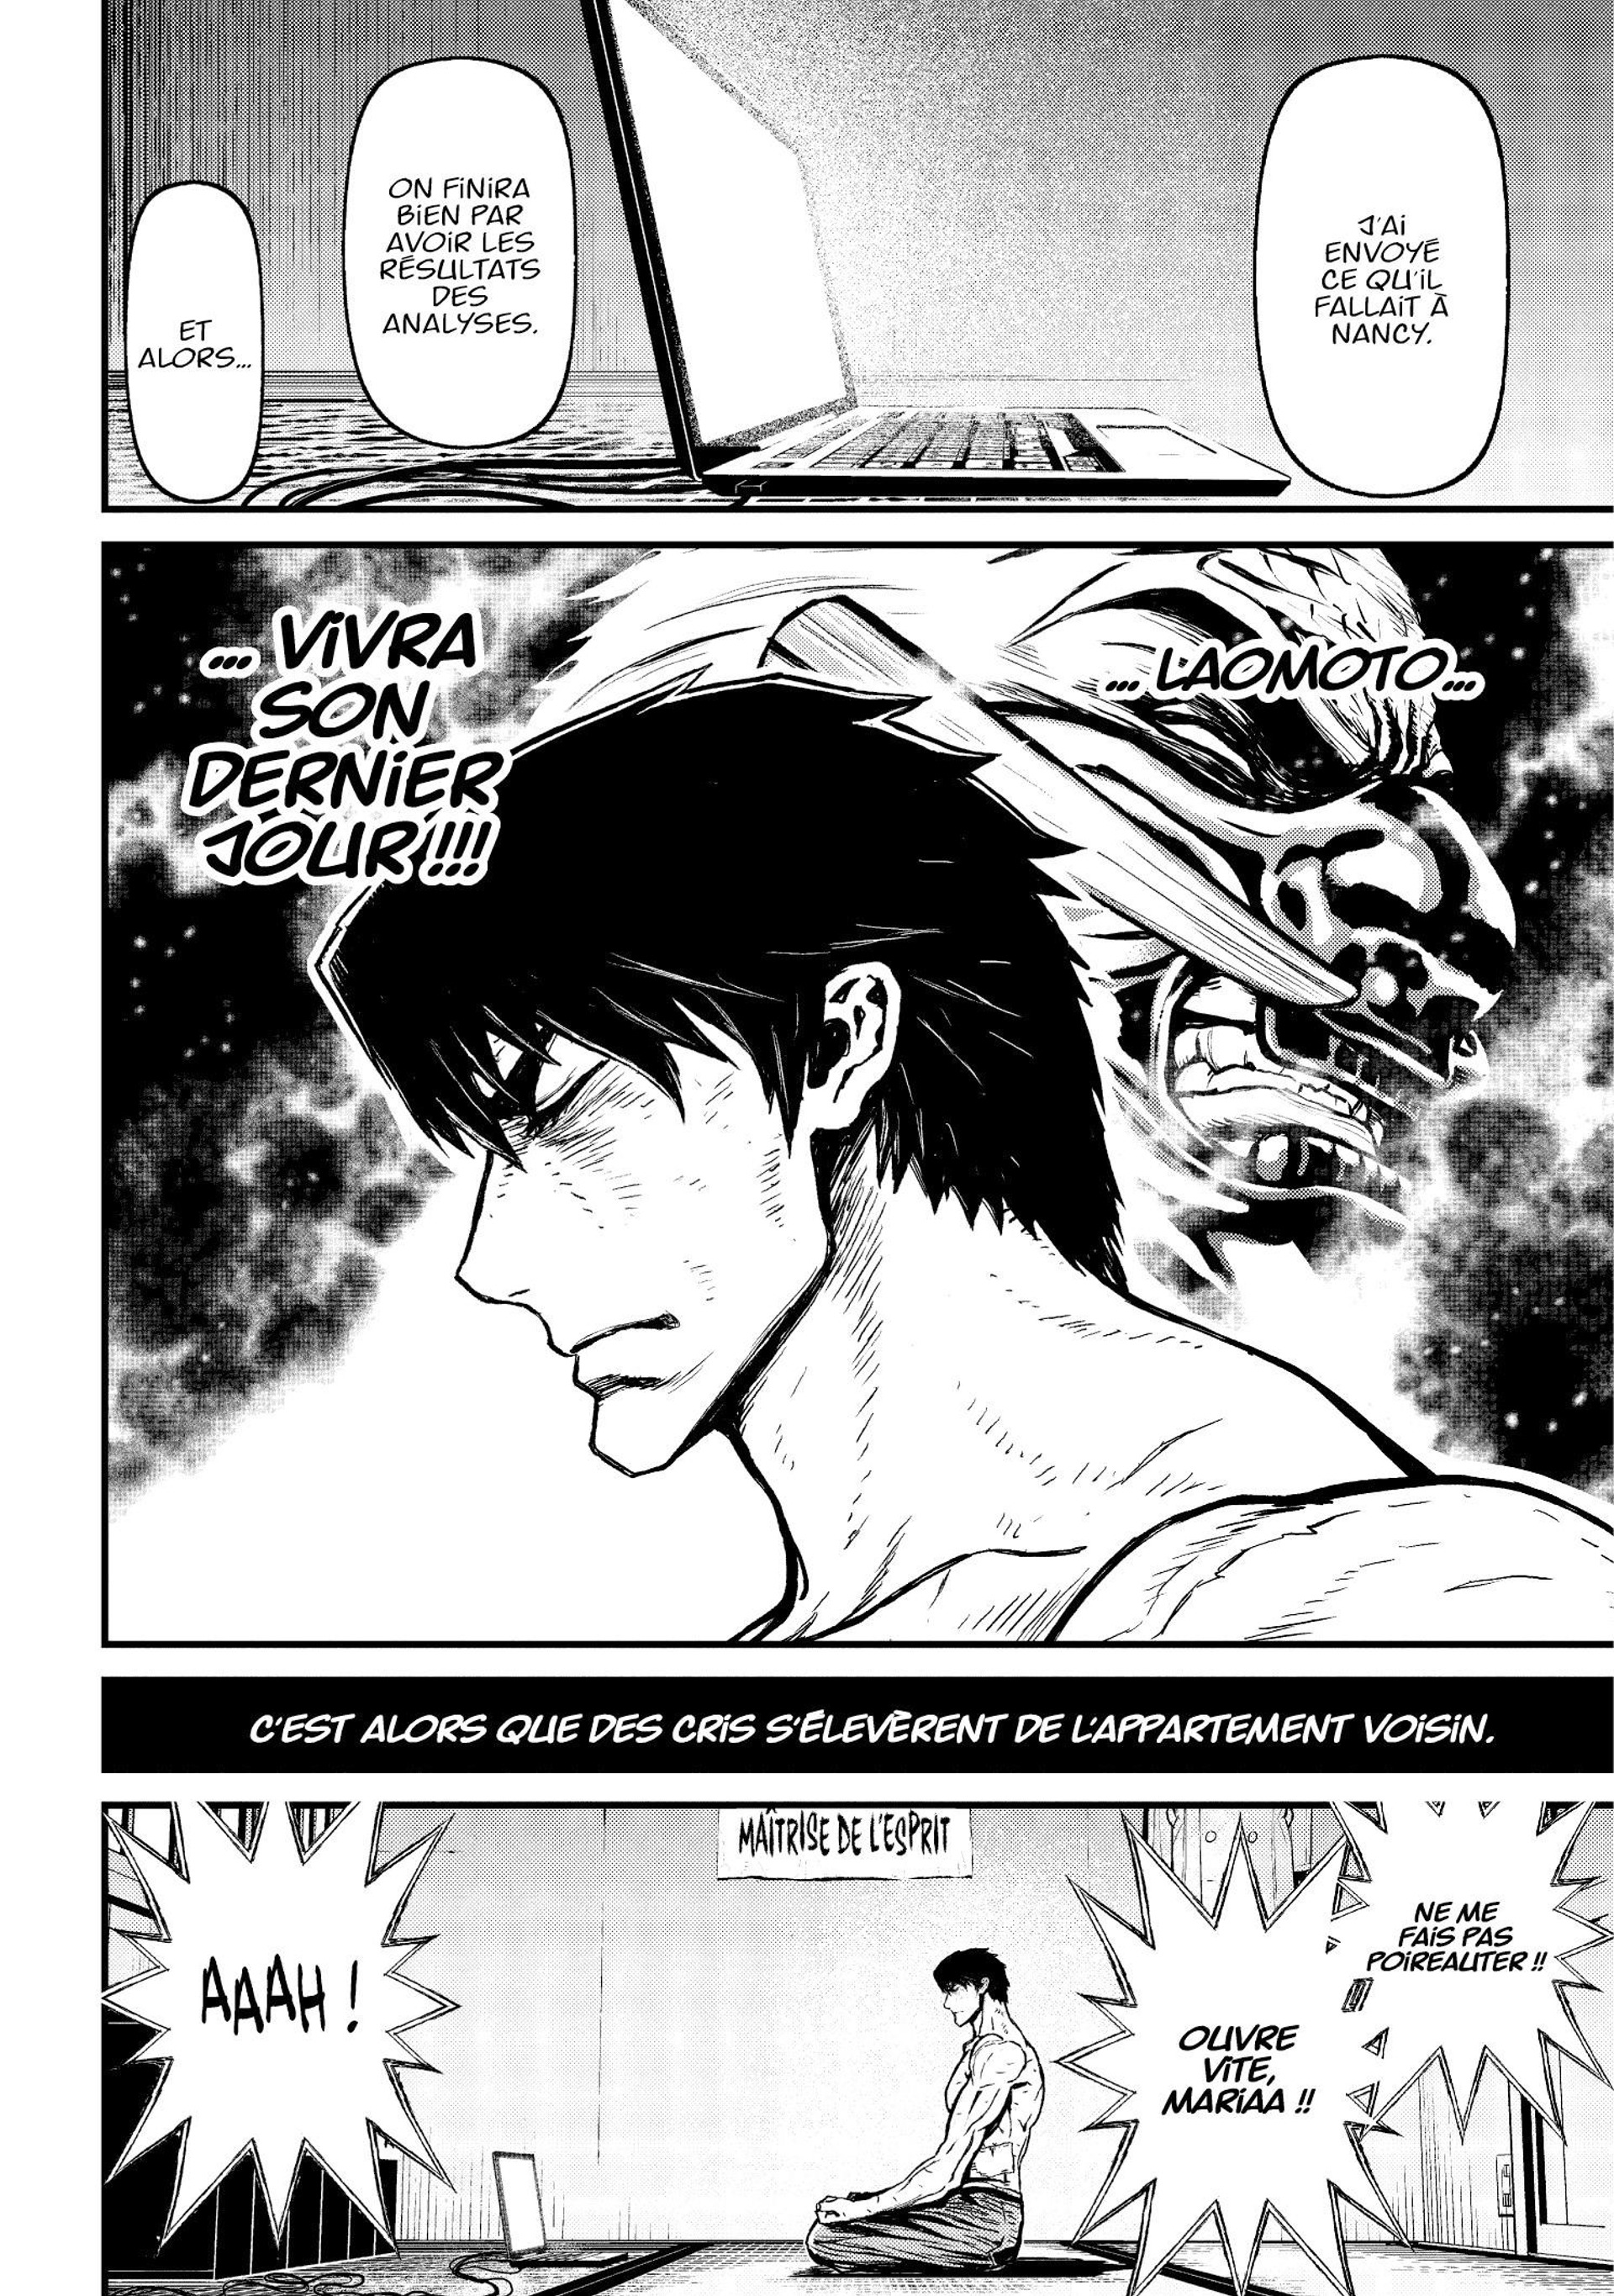 J'AI
ENVOYÉ
CE QU'IL
FALLAIT À
NANCY.
ON FINIRA
BIEN PAR
AVOIR LES
RÉSULTATS
DES
ANALYSES.
ET
ALORS...
... LAOMOTO...
... VIVRA
SON
DERNIER
JOUR !!!
C'EST ALORS QUE DES CRIS S'ÉLEVÈRENT DE L'APPARTEMENT VOISIN.
NE ME
FAIS PAS
POIREAUTER !!
OUVRE
VITE,
MARIAA !!
MAÎTRISE DE L'ESPRIT
AAAH !